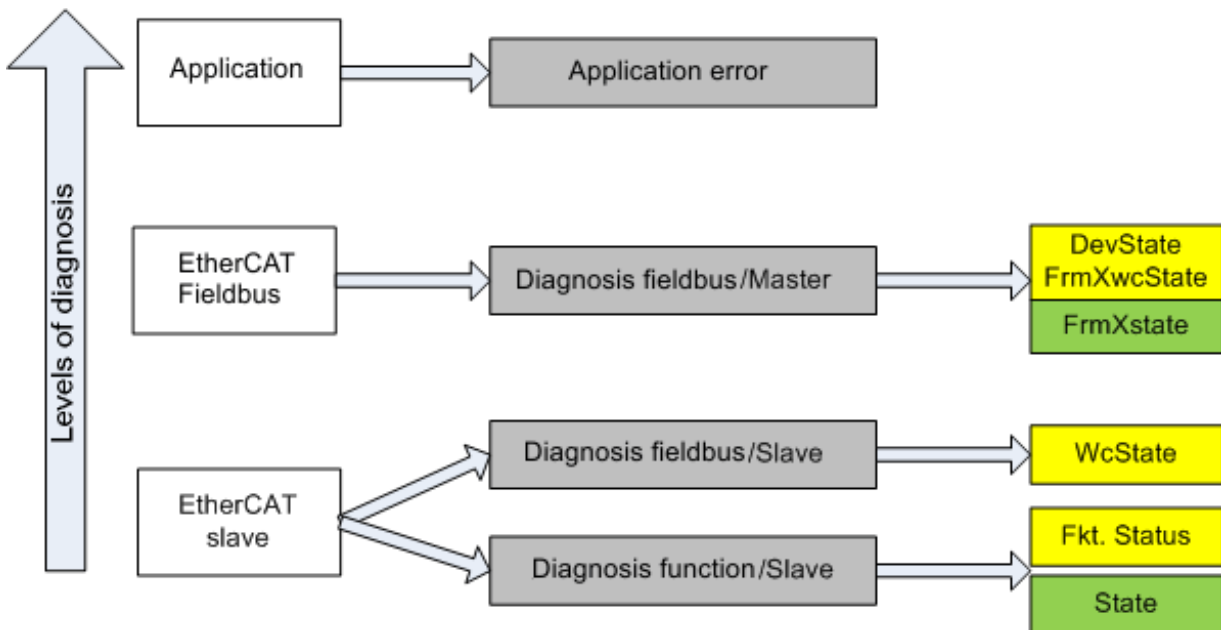 Levels of diagnosis
Application
Application error
EtherCAT
Fieldbus
Diagnosis fieldbus/Master
DevState
FrmXwcState
FrmXstate
EtherCAT
slave
Diagnosis fieldbus/Slave
WcState
Diagnosis function/Slave
Fkt. Status
State